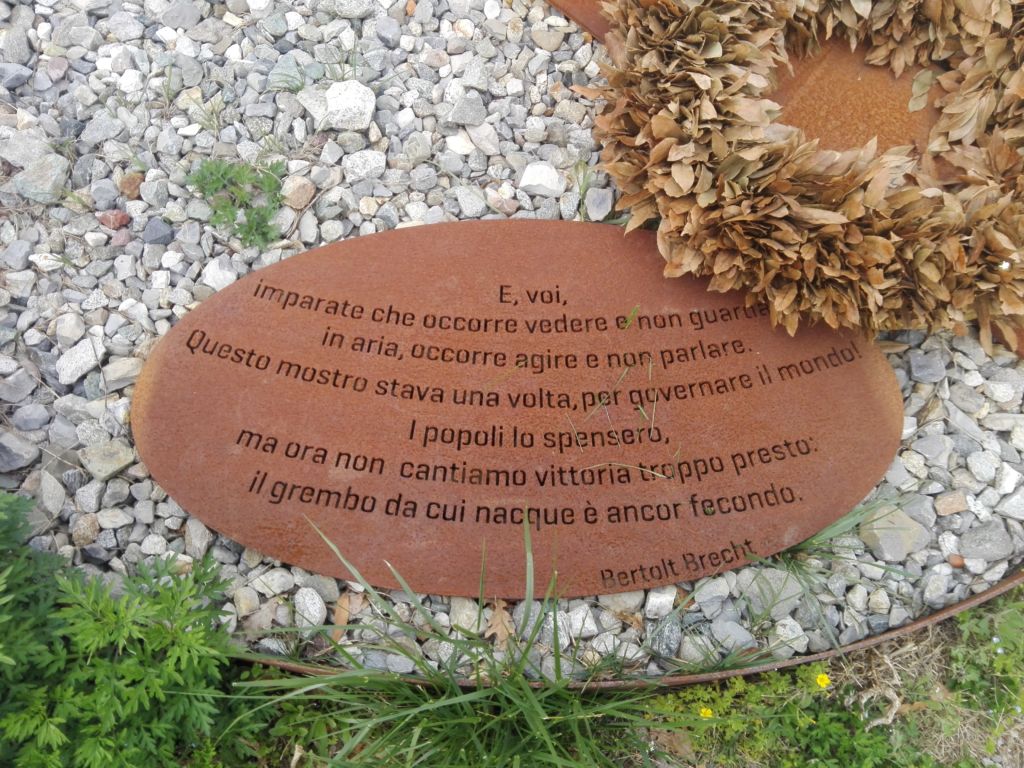 E, voi,
imparate che occorre vedere e non guardare
in aria, occorre agire e non parlare.
Questo mostro stava una volta, per governare il mondo!
I popoli lo spensero,
ma ora non cantiamo vittoria troppo presto:
il grembo da cui nacque è ancor fecondo.
Bertolt Brecht